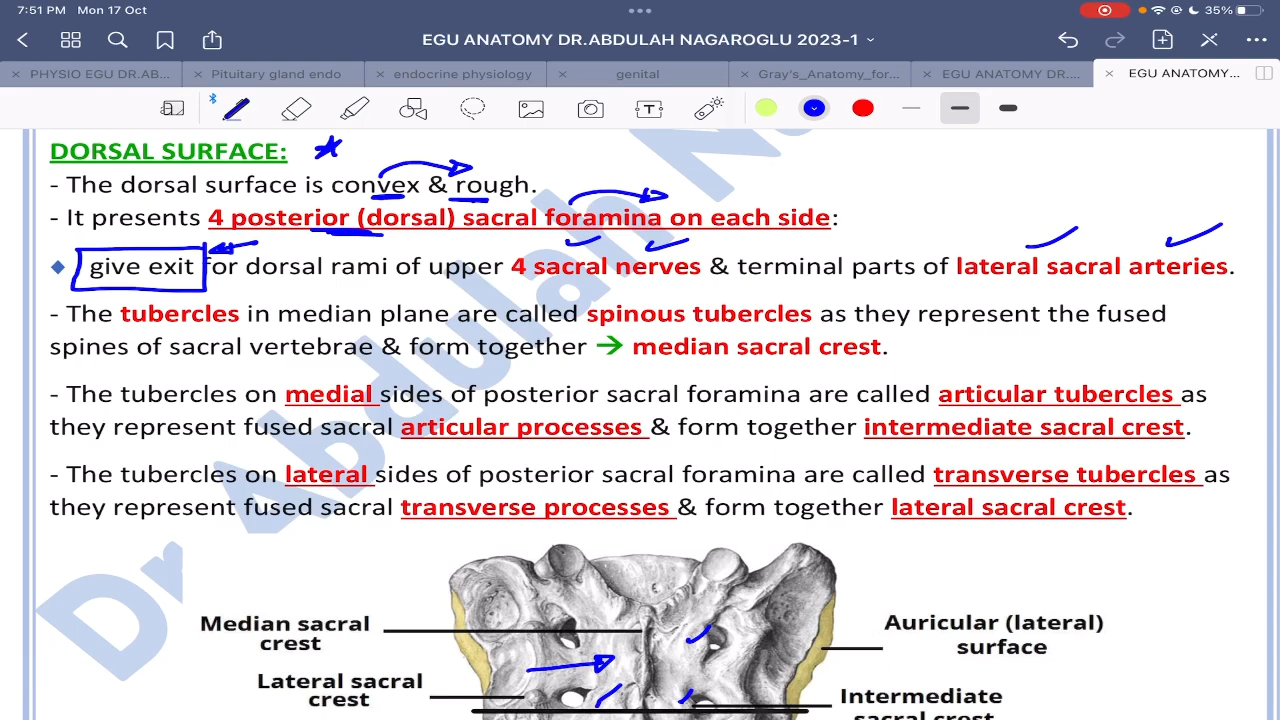 7:51 PM Mon 17 Oct
35%
EGU ANATOMY DR.ABDULAH NAGAROGLU 2023-1
PHYSIO EGU DR.AB...
Pituitary gland endo
endocrine physiology
genital
Gray's_Anatomy_for...
EGU ANATOMY DR....
EGU ANATOMY...
DORSAL SURFACE:
- The dorsal surface is convex & rough.
- It presents 4 posterior (dorsal) sacral foramina on each side:
give exit for dorsal rami of upper 4 sacral nerves & terminal parts of lateral sacral arteries.
- The tubercles in median plane are called spinous tubercles as they represent the fused
spines of sacral vertebrae & form together → median sacral crest.
- The tubercles on medial sides of posterior sacral foramina are called articular tubercles as
they represent fused sacral articular processes & form together intermediate sacral crest.
- The tubercles on lateral sides of posterior sacral foramina are called transverse tubercles as
they represent fused sacral transverse processes & form together lateral sacral crest.
Median sacral
crest
Auricular (lateral)
surface
Lateral sacral
crest
Intermediate
sacral crest
Dr Abdulah